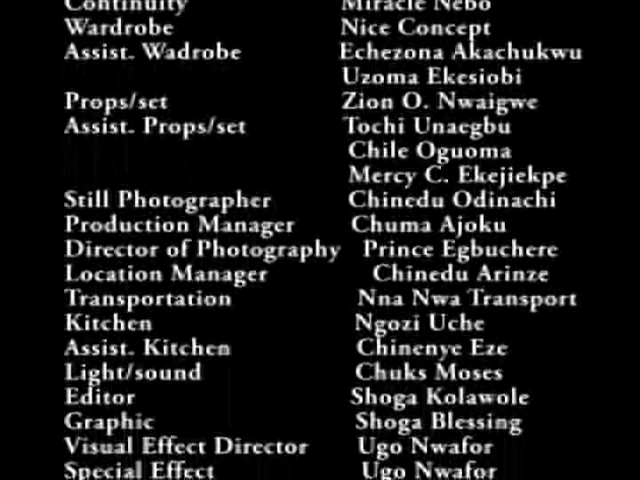 Continuity Miracle Nebo
Wardrobe Nice Concept
Assist. Wadrobe Echezona Akachukwu
Uzoma Ekesiobi
Props/set Zion O. Nwaigwe
Assist. Props/set Tochi Unaegbu
Chile Oguoma
Mercy C. Ekejiekpe
Still Photographer Chinedu Odinachi
Production Manager Chuma Ajoku
Director of Photography Prince Egbuchere
Location Manager Chinedu Arinze
Transportation Nna Nwa Transport
Kitchen Ngozi Uche
Assist. Kitchen Chinenye Eze
Light/sound Chuks Moses
Editor Shoga Kolawole
Graphic Shoga Blessing
Visual Effect Director Ugo Nwafor
Special Effect Ugo Nwafor